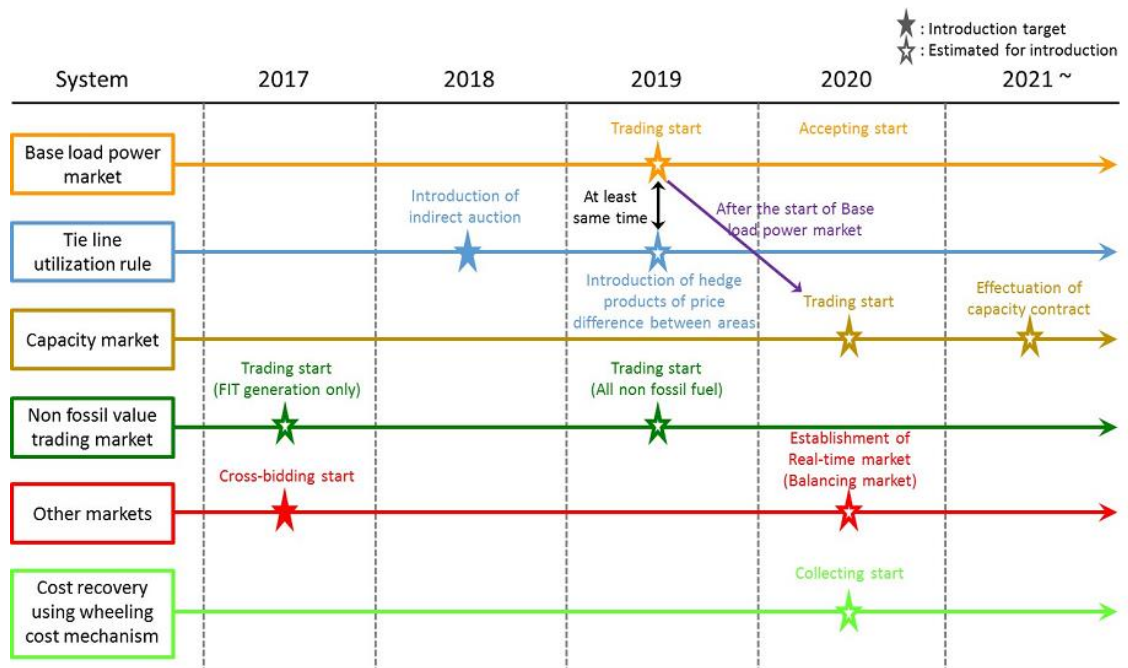 : Introduction target
: Estimated for introduction
System
2017
2018
2019
2020
2021 ~
Trading start
Accepting start
Base load power
market
Introduction of
indirect auction
At least
same time
After the start of Base
load power market
Tie line
utilization rule
Introduction of hedge
products of price
difference between areas
Trading start
Effectuation of
capacity contract
Capacity market
Trading start
(FIT generation only)
Trading start
(All non fossil fuel)
Non fossil value
trading market
Establishment of
Real-time market
(Balancing market)
Cross-bidding start
Other markets
Collecting start
Cost recovery
using wheeling
cost mechanism